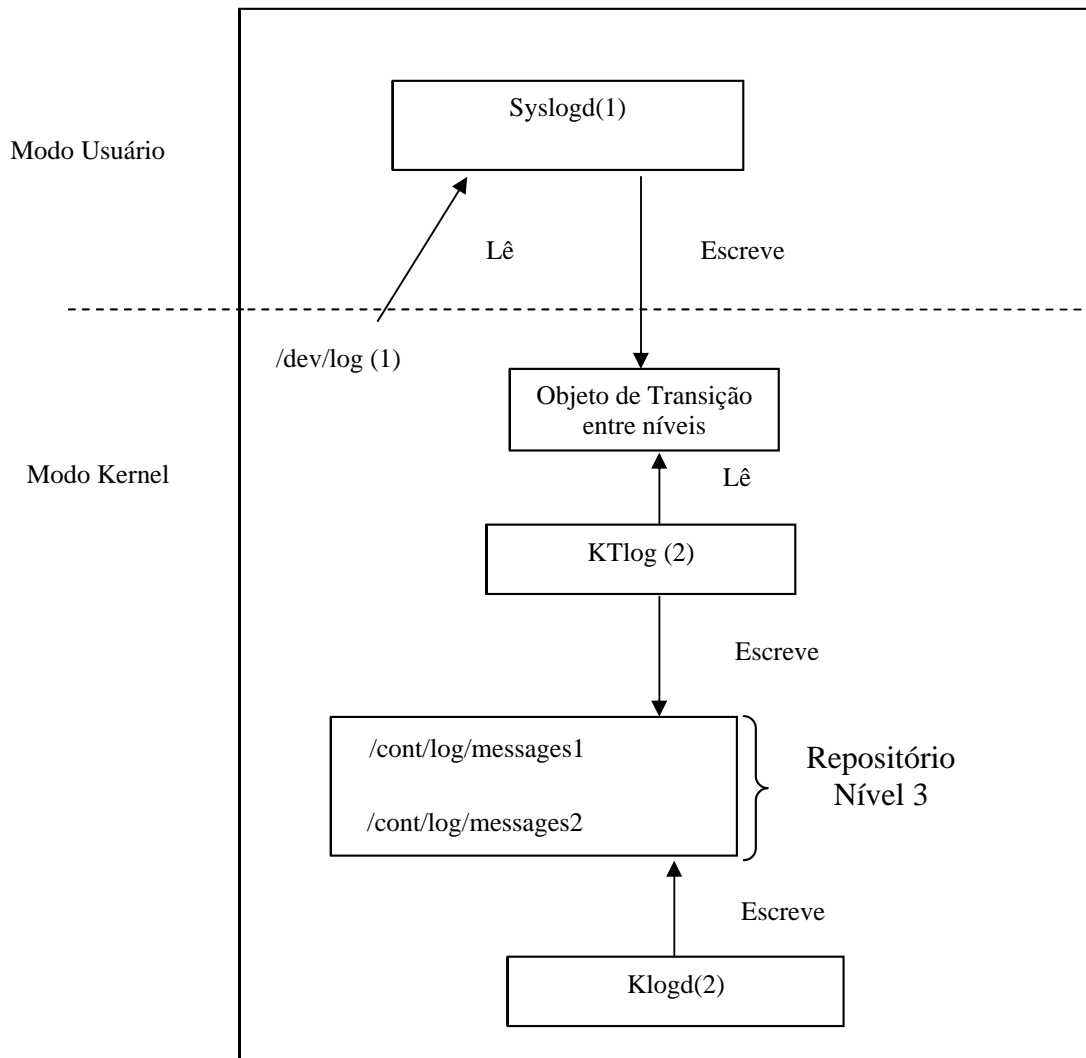 Syslogd(1)
Modo Usuário
Lê
Escreve
/dev/log (1)
Objeto de Transição
entre níveis
Modo Kernel
Lê
KTlog (2)
Escreve
/cont/log/messages1
Repositório
Nível 3
/cont/log/messages2
Escreve
Klogd(2)